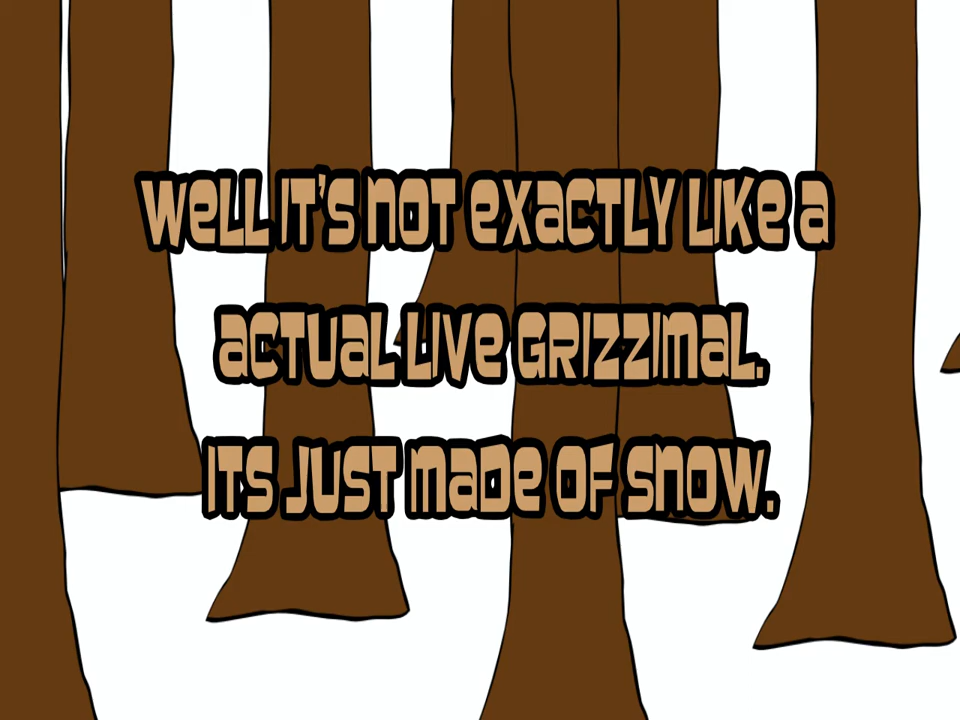 Well it's not exactly like a
actual live Grizzimal.
Its just made of snow.